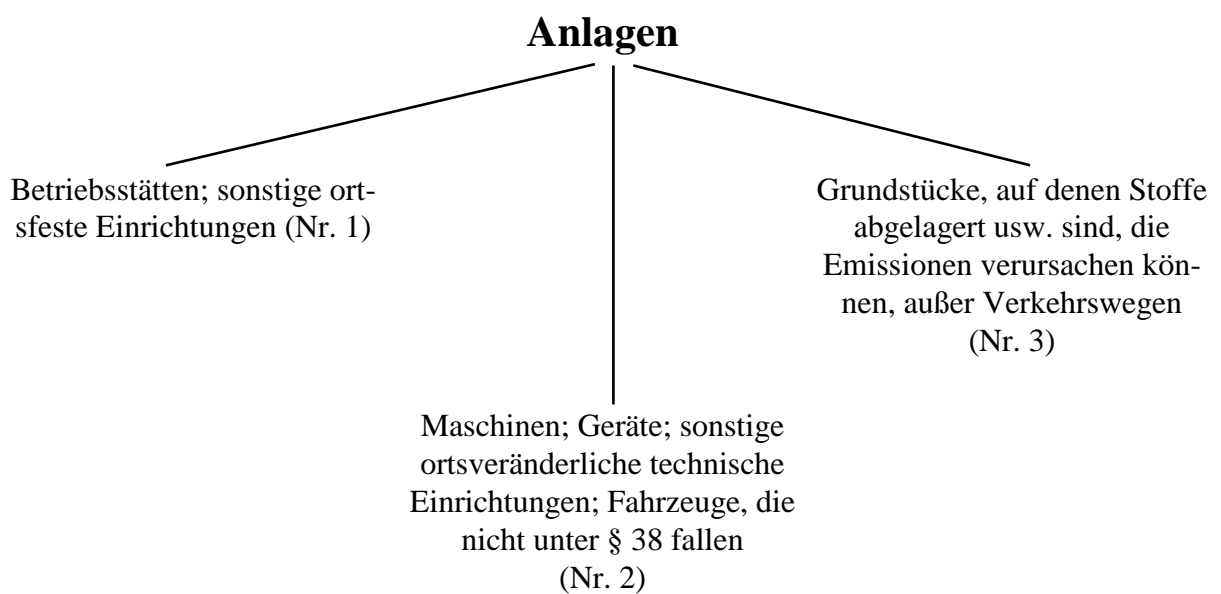 Anlagen
Betriebsstätten; sonstige ort-
sfeste Einrichtungen (Nr. 1)
Grundstücke, auf denen Stoffe
abgelagert usw. sind, die
Emissionen verursachen kön-
nen, außer Verkehrswegen
(Nr. 3)
Maschinen; Geräte; sonstige
ortsveränderliche technische
Einrichtungen; Fahrzeuge, die
nicht unter § 38 fallen
(Nr. 2)